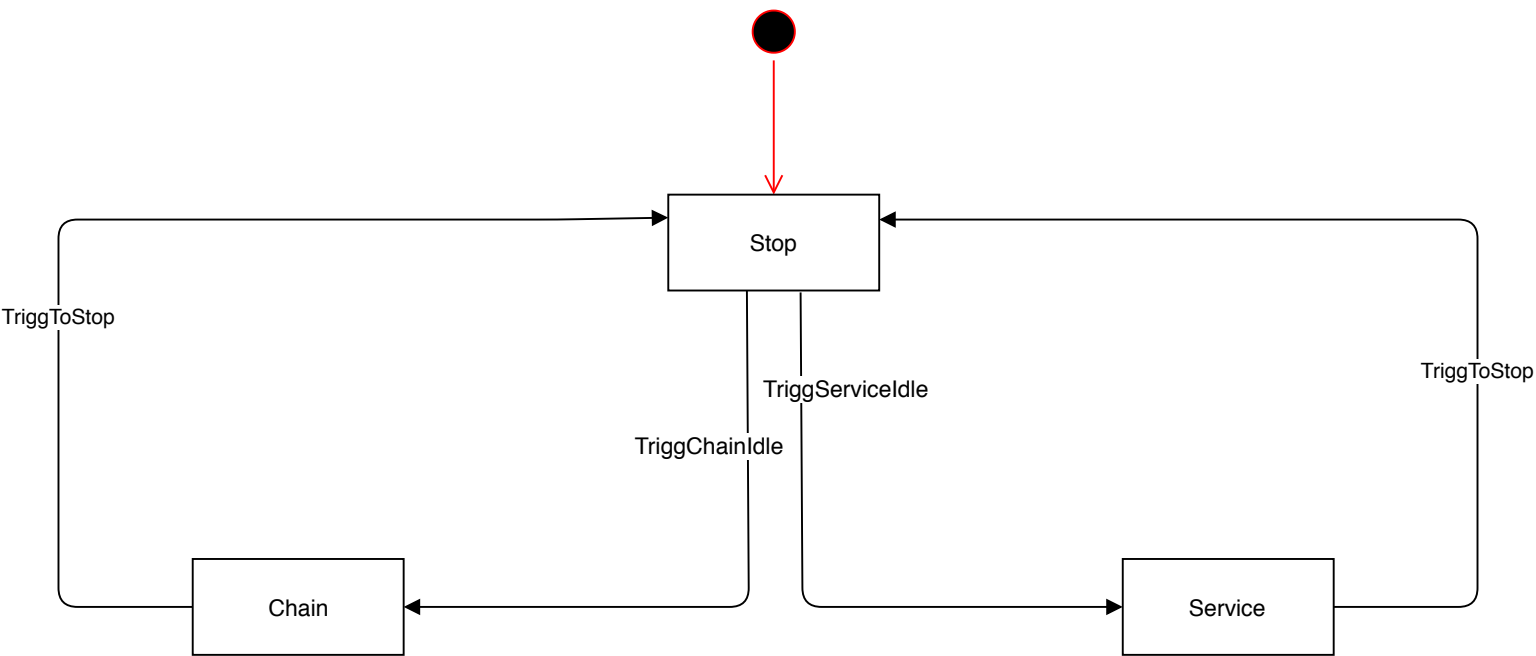 Stop
TriggToStop
TriggToStop
TriggServiceIdle
TriggChainIdle
Chain
Service